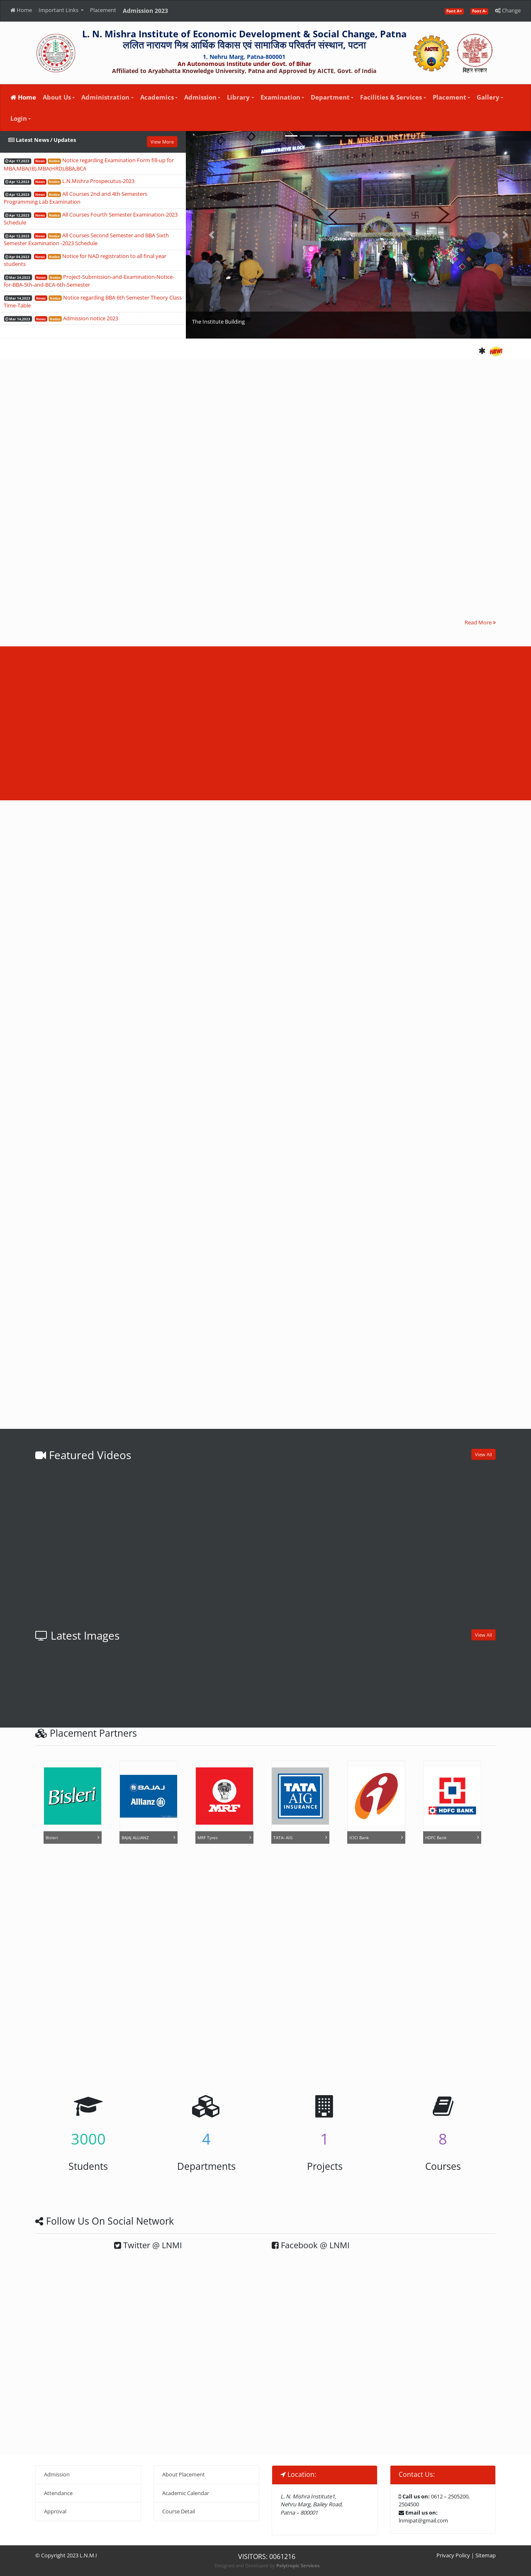 Home Important Links Placement Admission 2023 Font A+ Font A- Change
L. N. Mishra Institute of Economic Development & Social Change, Patna
ललित नारायण मिश्र आर्थिक विकास एवं सामाजिक परिवर्तन संस्थान, पटना
1, Nehru Marg, Patna-800001
An Autonomous Institute under Govt. of Bihar
Affiliated to Aryabhatta Knowledge University, Patna and Approved by AICTE, Govt. of India
AICTE
बिहार सरकार
Home About Us Administration Academics Admission Library Examination Department Facilities & Services Placement Gallery
Login
Latest News / Updates View More
Apr 17,2023 News Notice Notice regarding Examination Form fill-up for
MBA,MBA(IB),MBA(HRD),BBA,BCA
Apr 13,2023 News Notice L.N.Mishra Prospecutus-2023
Apr 12,2023 News Notice All Courses 2nd and 4th Semesters
Programming Lab Examination
Apr 12,2023 News Notice All Courses Fourth Semester Examination-2023
Schedule
Apr 12,2023 News Notice All Courses Second Semester and BBA Sixth
Semester Examination -2023 Schedule
Apr 04,2023 News Notice Notice for NAD registration to all final year
students
Mar 24,2023 News Notice Project-Submission-and-Examination-Notice-
for-BBA-5th-and-BCA-6th-Semester
Mar 14,2023 News Notice Notice regarding BBA 6th Semester Theory Class
Time-Table
Mar 14,2023 News Notice Admission notice 2023
L. N. MISHRA INSTITUTE
ADMINISTRATIVE BLOCK
The Institute Building
NEW!
Read More »
Featured Videos View All
Latest Images View All
Placement Partners
Bisleri
BAJAJ
Allianz
MRF
TATA
AIG
INSURANCE
HDFC BANK
Bisleri
BAJAJ ALLIANZ
MRF Tyres
TATA- AIG
ICICI Bank
HDFC Bank
3000 4 1 8
Students Departments Projects Courses
Follow Us On Social Network
Twitter @ LNMI Facebook @ LNMI
Admission
Attendance
Approval
About Placement
Academic Calendar
Course Detail
Location:
L. N. Mishra Institute1,
Nehru Marg, Bailey Road,
Patna – 800001
Contact Us:
Call us on: 0612 – 2505200,
2504500
Email us on:
lnmipat@gmail.com
© Copyright 2023 L.N.M.I
VISITORS: 0061216
Designed and Developed by Polytropic Services
Privacy Policy | Sitemap